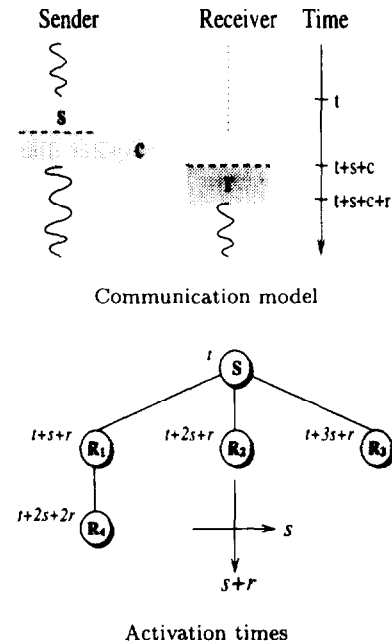 Sender Receiver Time
t
s
c
t+s+c
r
t+s+c+r
Communication model
t
S
t+s+r
R1
t+2s+r
R2
t+3s+r
R3
t+2s+2r
R4
s
s+r
Activation times